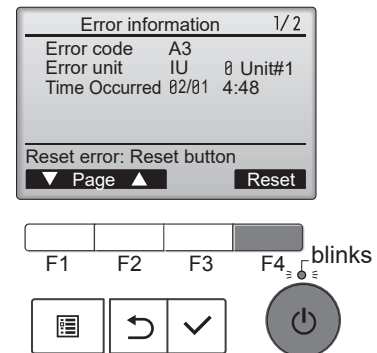 Error information 1/2
Error code A3
Error unit IU 0 Unit#1
Time Occurred 02/01 4:48
Reset error: Reset button
▼ Page ▲ Reset
F1 F2 F3 F4 blinks